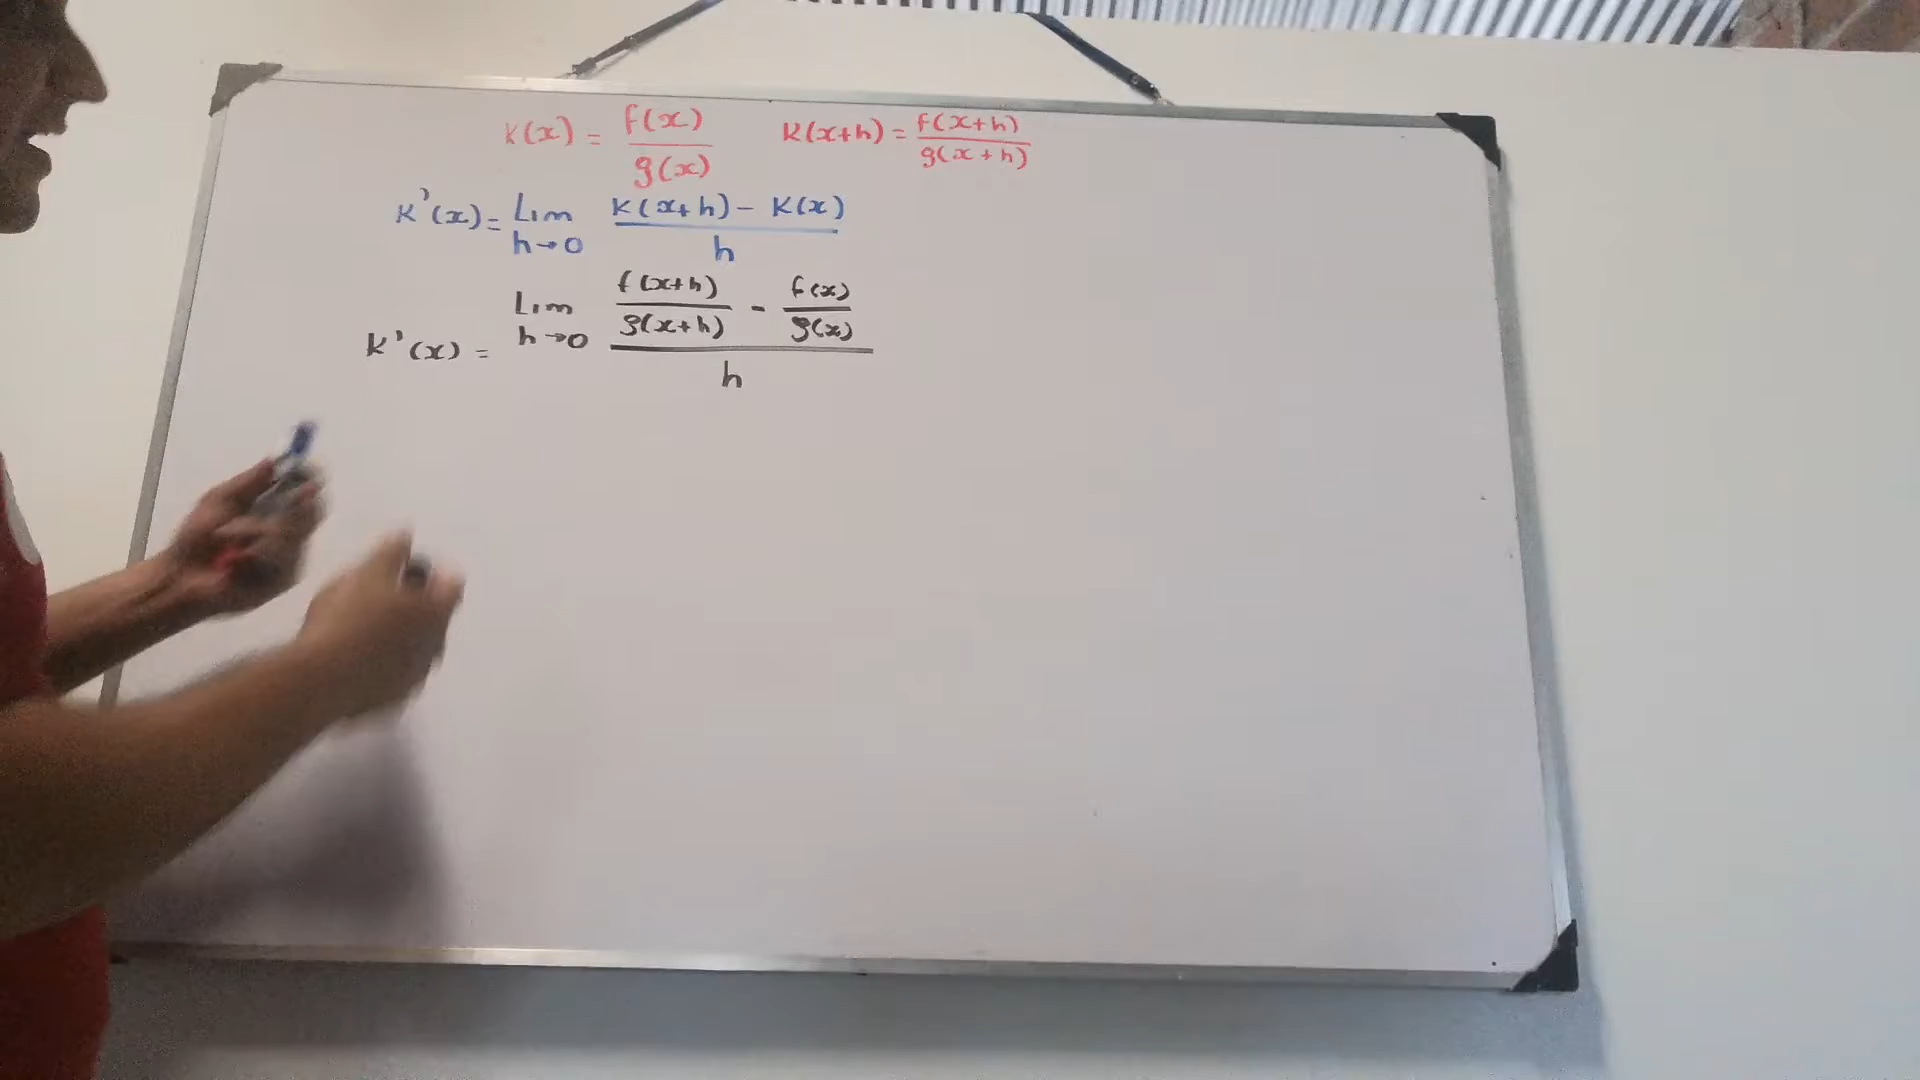 K(x) = f(x)/g(x) K(x+h) = f(x+h)/g(x+h)
K'(x) = Lim h→0 K(x+h) - K(x) / h
K'(x) = Lim h→0 f(x+h)/g(x+h) - f(x)/g(x) / h